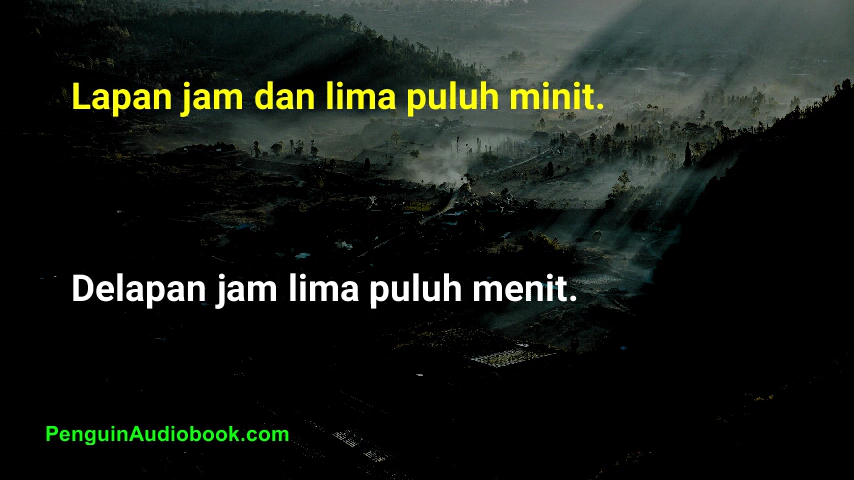 Lapan jam dan lima puluh minit.
Delapan jam lima puluh menit.
PenguinAudiobook.com